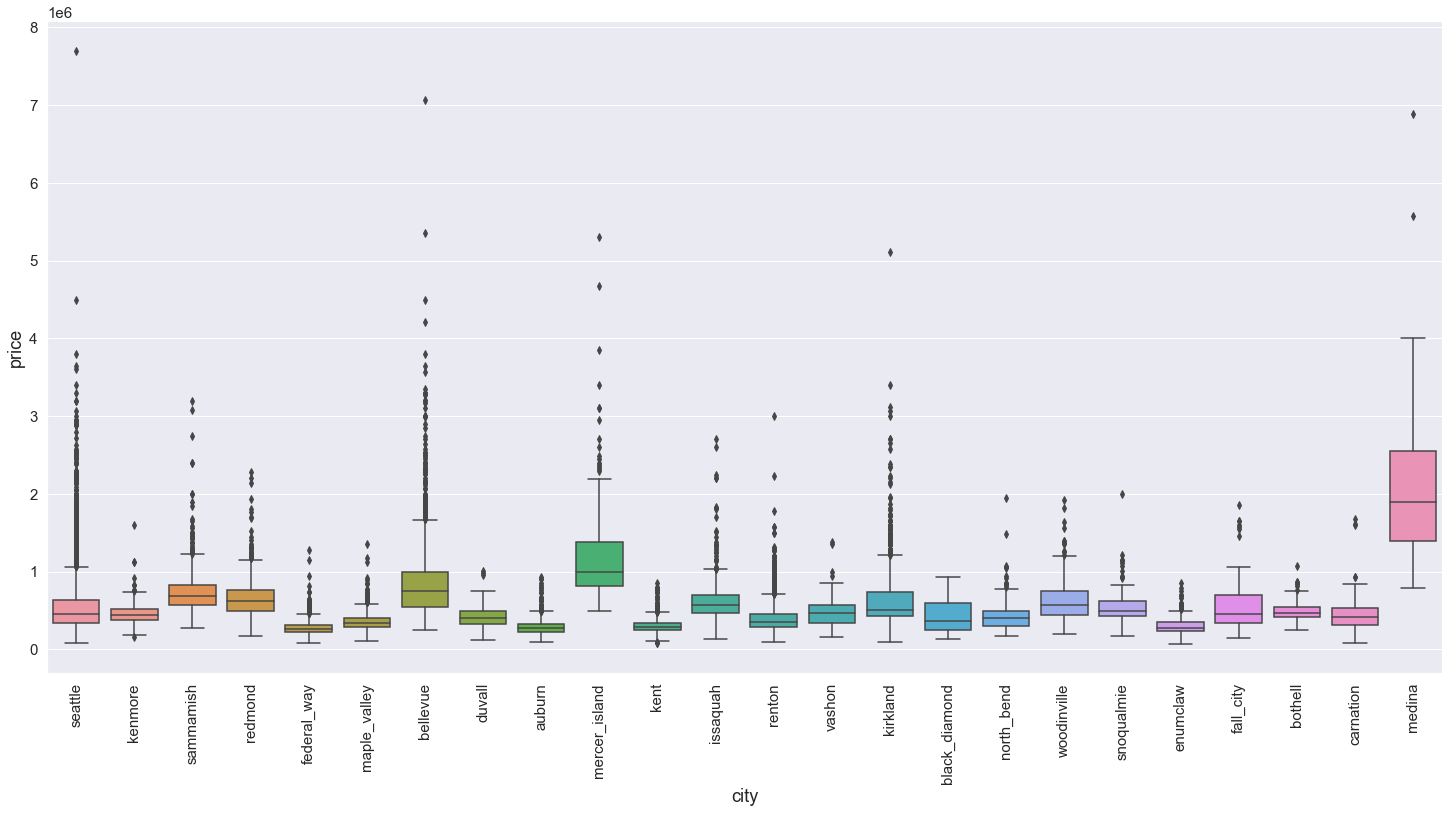 1e6
8
7
6
5
4
3
2
1
0
price
seattle
kenmore
sammamish
redmond
federal_way
maple_valley
bellevue
duvall
auburn
mercer_island
kent
issaquah
renton
vashon
kirkland
black_diamond
north_bend
woodinville
snoqualmie
enumclaw
fall_city
bothell
carnation
medina
city